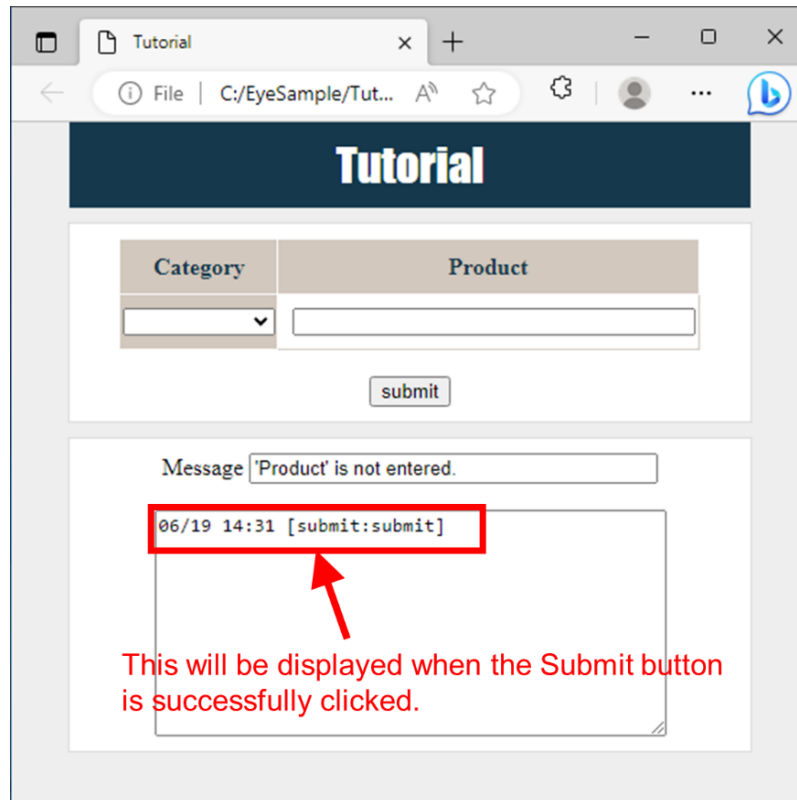 Tutorial
File | C:/EyeSample/Tut...
Tutorial
Category Product
submit
Message 'Product' is not entered.
06/19 14:31 [submit:submit]
This will be displayed when the Submit button
is successfully clicked.